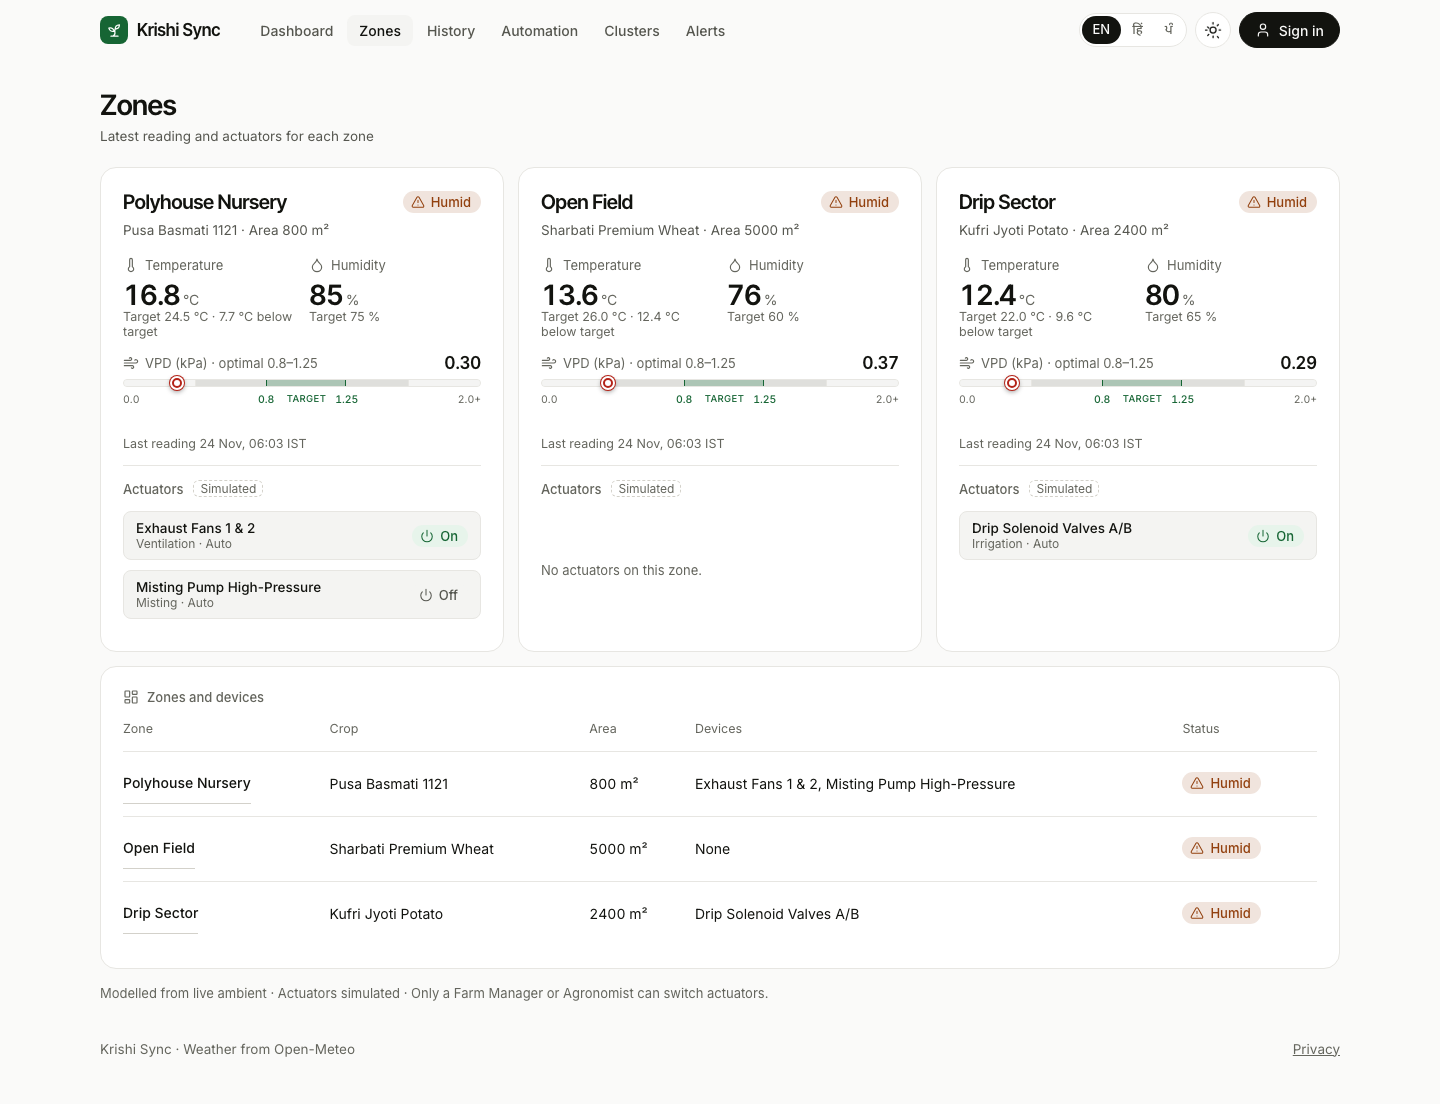 Krishi Sync
Dashboard
Zones
History
Automation
Clusters
Alerts
EN
हिं
ਪੰ
Sign in
Zones
Latest reading and actuators for each zone
Polyhouse Nursery
Humid
Pusa Basmati 1121 · Area 800 m²
Temperature
Humidity
16.8 °C
85 %
Target 24.5 °C · 7.7 °C below
target
Target 75 %
VPD (kPa) · optimal 0.8–1.25
0.30
0.0
0.8
TARGET
1.25
2.0+
Last reading 24 Nov, 06:03 IST
Actuators
Simulated
Exhaust Fans 1 & 2
Ventilation · Auto
On
Misting Pump High-Pressure
Misting · Auto
Off
Open Field
Humid
Sharbati Premium Wheat · Area 5000 m²
Temperature
Humidity
13.6 °C
76 %
Target 26.0 °C · 12.4 °C
below target
Target 60 %
VPD (kPa) · optimal 0.8–1.25
0.37
0.0
0.8
TARGET
1.25
2.0+
Last reading 24 Nov, 06:03 IST
Actuators
Simulated
No actuators on this zone.
Drip Sector
Humid
Kufri Jyoti Potato · Area 2400 m²
Temperature
Humidity
12.4 °C
80 %
Target 22.0 °C · 9.6 °C
below target
Target 65 %
VPD (kPa) · optimal 0.8–1.25
0.29
0.0
0.8
TARGET
1.25
2.0+
Last reading 24 Nov, 06:03 IST
Actuators
Simulated
Drip Solenoid Valves A/B
Irrigation · Auto
On
Zones and devices
Zone Crop Area Devices Status
Polyhouse Nursery Pusa Basmati 1121 800 m² Exhaust Fans 1 & 2, Misting Pump High-Pressure Humid
Open Field Sharbati Premium Wheat 5000 m² None Humid
Drip Sector Kufri Jyoti Potato 2400 m² Drip Solenoid Valves A/B Humid
Modelled from live ambient · Actuators simulated · Only a Farm Manager or Agronomist can switch actuators.
Krishi Sync · Weather from Open-Meteo
Privacy